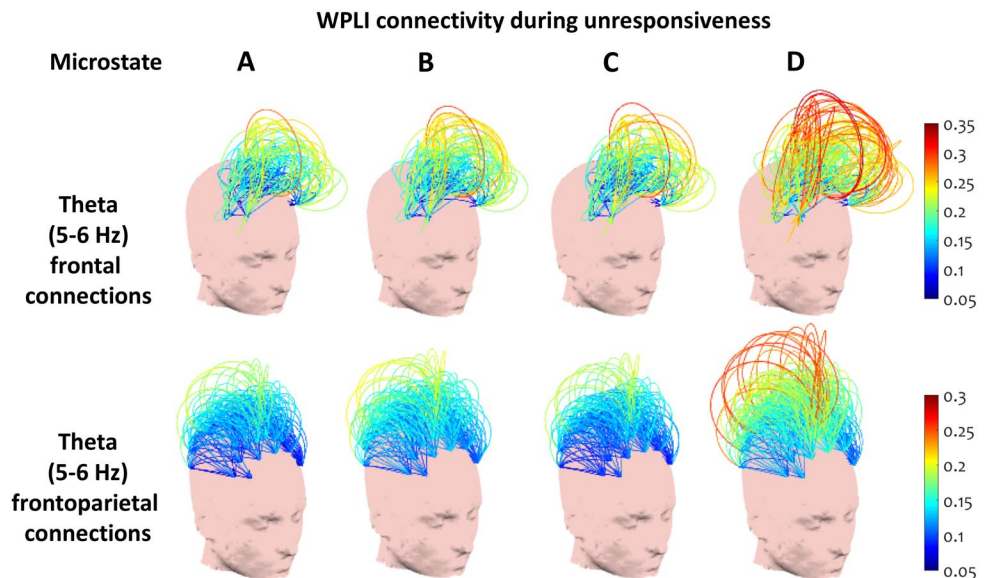 WPLI connectivity during unresponsiveness
Microstate A B C D
Theta
(5-6 Hz)
frontal
connections
0.35
0.3
0.25
0.2
0.15
0.1
0.05
Theta
(5-6 Hz)
frontoparietal
connections
0.3
0.25
0.2
0.15
0.1
0.05